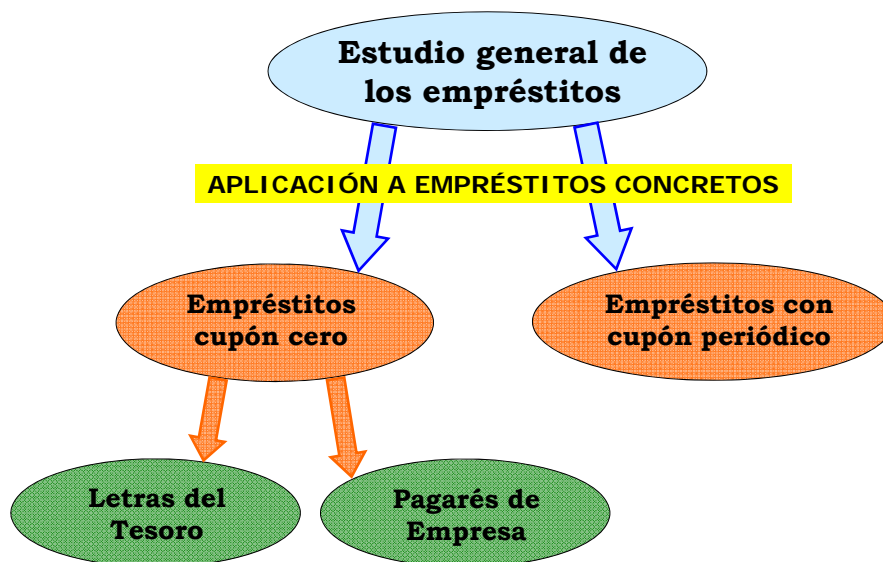 Estudio general de
los empréstitos
APLICACIÓN A EMPRÉSTITOS CONCRETOS
Empréstitos
cupón cero
Empréstitos con
cupón periódico
Letras del
Tesoro
Pagarés de
Empresa